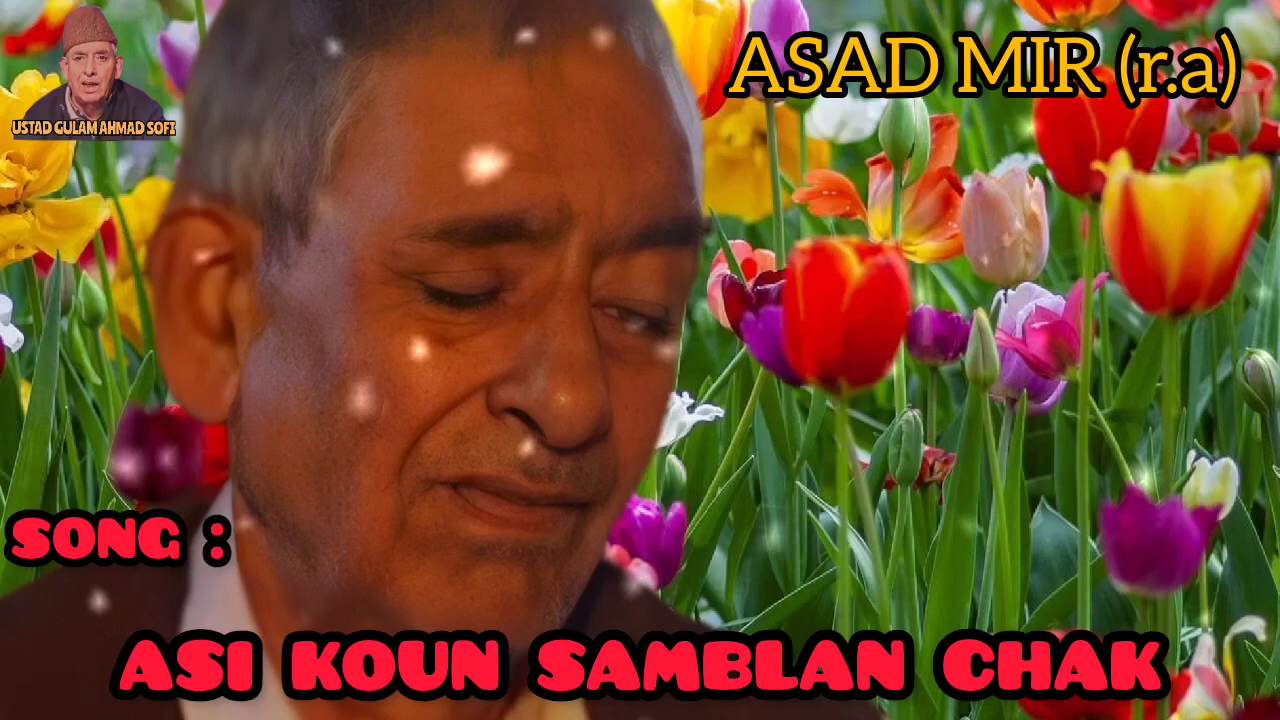 USTAD GULAM AHMAD SOFI
ASAD MIR (r.a)
SONG :
ASI KOUN SAMBLAN CHAK